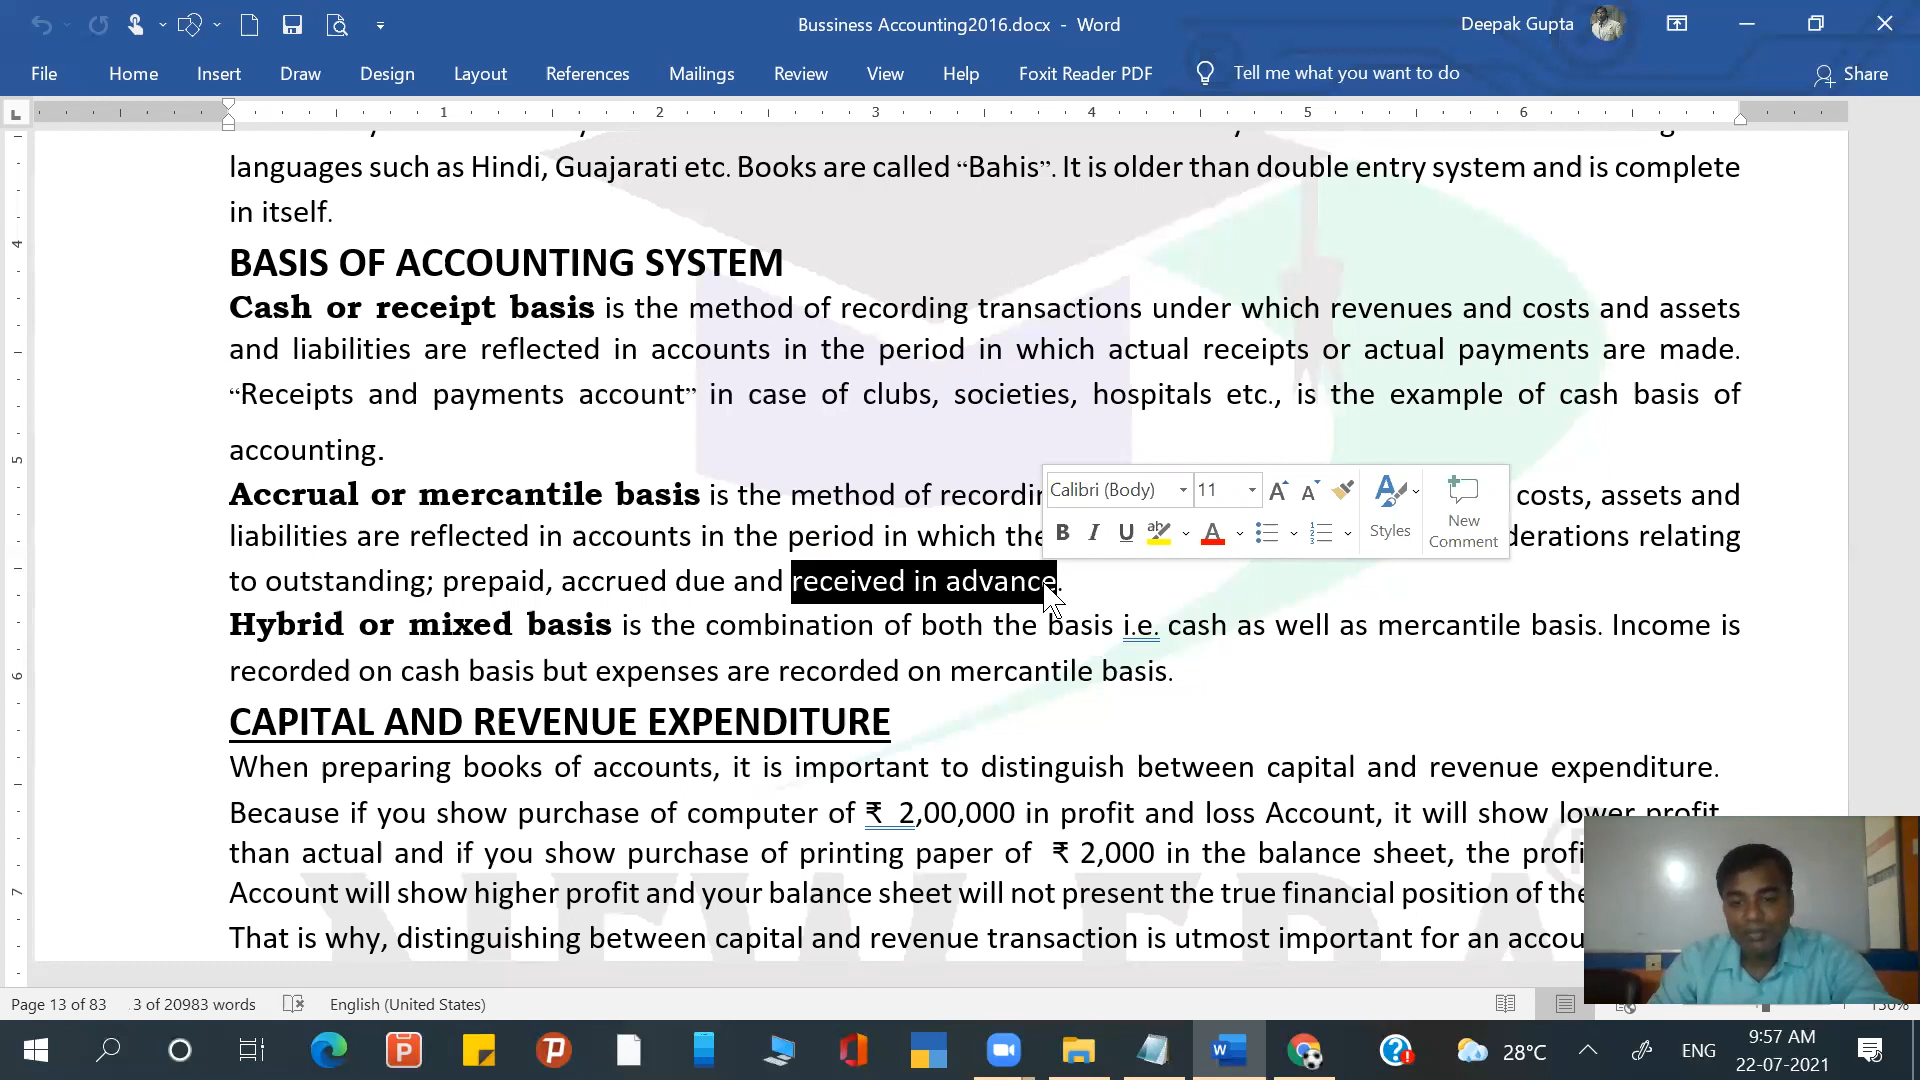 Bussiness Accounting2016.docx - Word
Deepak Gupta
File Home Insert Draw Design Layout References Mailings Review View Help Foxit Reader PDF Tell me what you want to do Share
1 2 3 4 5 6
languages such as Hindi, Guajarati etc. Books are called “Bahis”. It is older than double entry system and is complete
in itself.
BASIS OF ACCOUNTING SYSTEM
Cash or receipt basis is the method of recording transactions under which revenues and costs and assets
and liabilities are reflected in accounts in the period in which actual receipts or actual payments are made.
“Receipts and payments account” in case of clubs, societies, hospitals etc., is the example of cash basis of
accounting.
Accrual or mercantile basis is the method of costs, assets and
liabilities are reflected in accounts in the period in which relating
to outstanding; prepaid, accrued due and received in advance.
Calibri (Body) 11
Styles
New
Comment
Hybrid or mixed basis is the combination of both the basis i.e. cash as well as mercantile basis. Income is
recorded on cash basis but expenses are recorded on mercantile basis.
CAPITAL AND REVENUE EXPENDITURE
When preparing books of accounts, it is important to distinguish between capital and revenue expenditure.
Because if you show purchase of computer of ₹ 2,00,000 in profit and loss Account, it will show lower profit
than actual and if you show purchase of printing paper of ₹ 2,000 in the balance sheet, the
Account will show higher profit and your balance sheet will not present the true financial position of the
That is why, distinguishing between capital and revenue transaction is utmost important for an
4
5
6
7
Page 13 of 83 3 of 20983 words English (United States)
28°C ENG 9:57 AM
22-07-2021